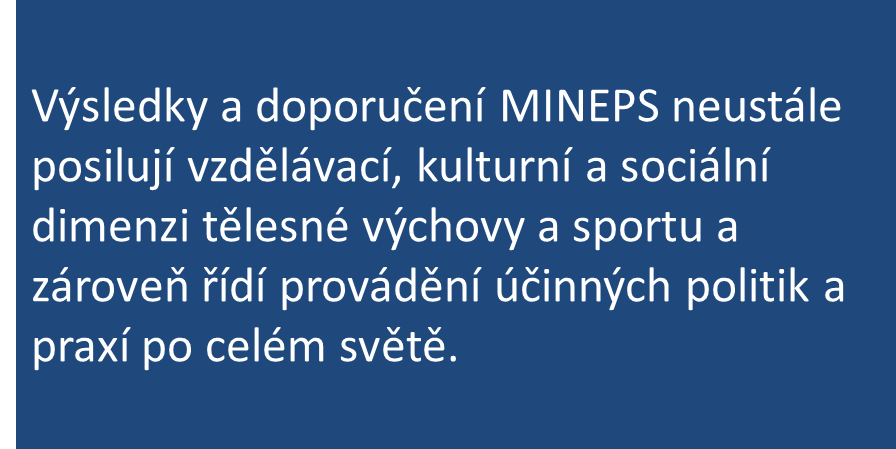 Výsledky a doporučení MINEPS neustále
posilují vzdělávací, kulturní a sociální
dimenzi tělesné výchovy a sportu a
zároveň řídí provádění účinných politik a
praxí po celém světě.